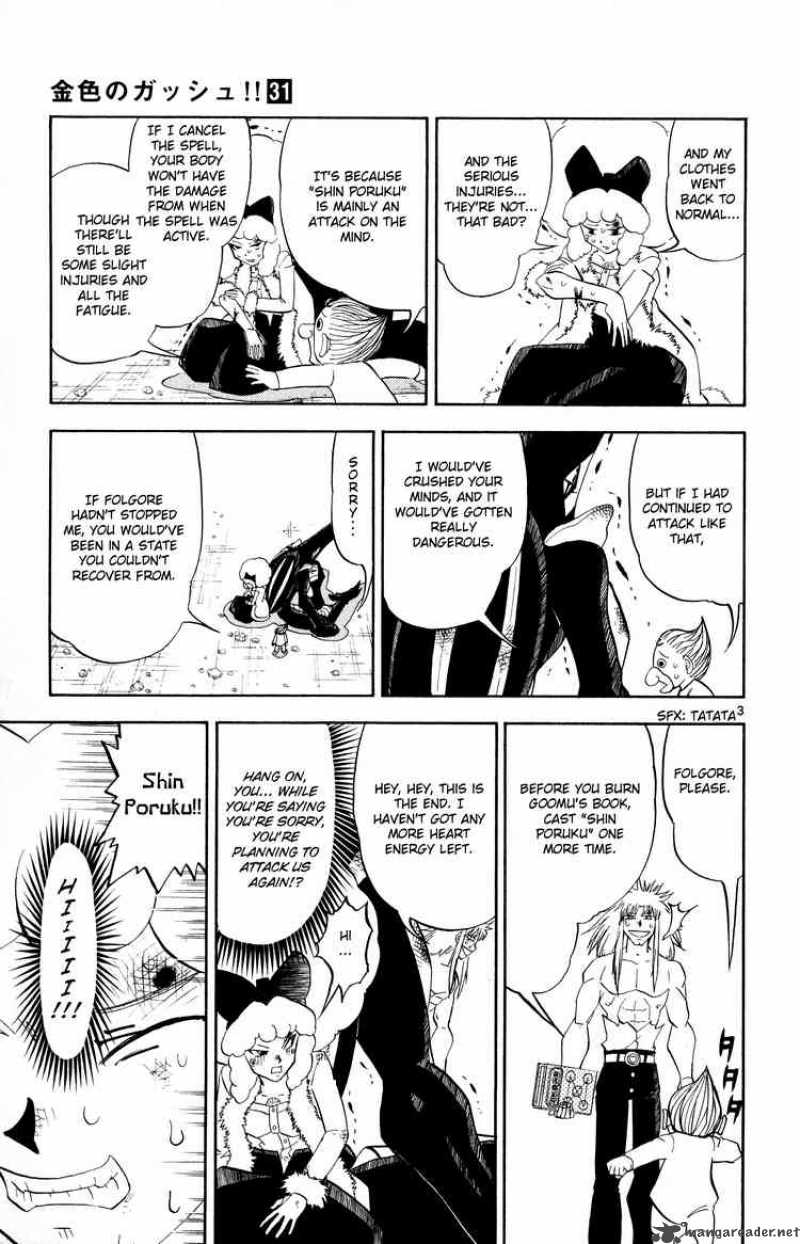 金色のガッシュ!! 31
AND MY
CLOTHES
WENT
BACK TO
NORMAL...
AND THE
SERIOUS
INJURIES...
THEY'RE NOT...
THAT BAD?
IT'S BECAUSE
"SHIN PORUKU"
IS MAINLY AN
ATTACK ON
THE MIND.
IF I CANCEL
THE SPELL,
YOUR BODY
WON'T HAVE
THE DAMAGE
FROM WHEN
THE SPELL WAS
ACTIVE.
THOUGH
THERE'LL
STILL BE
SOME SLIGHT
INJURIES AND
ALL THE
FATIGUE.
BUT IF I HAD
CONTINUED TO
ATTACK LIKE
THAT,
I WOULD'VE
CRUSHED YOUR
MINDS, AND IT
WOULD'VE
GOTTEN
REALLY
DANGEROUS.
SORRY...
IF FOLGORE
HADN'T STOPPED
ME, YOU WOULD'VE
BEEN IN A STATE
YOU COULDN'T
RECOVER FROM.
SFX: TATATA 3
FOLGORE,
PLEASE.
BEFORE YOU BURN
GOOMU'S BOOK,
CAST "SHIN
PORUKU" ONE
MORE TIME.
タタタ
HEY, HEY, THIS IS
THE END. I
HAVEN'T GOT ANY
MORE HEART
ENERGY LEFT.
HANG ON,
YOU... WHILE
YOU'RE SAYING
YOU'RE SORRY,
YOU'RE
PLANNING TO
ATTACK US
AGAIN!?
HI
...
Shin
Poruku!!
HIIIIII!!!
mangareader.net